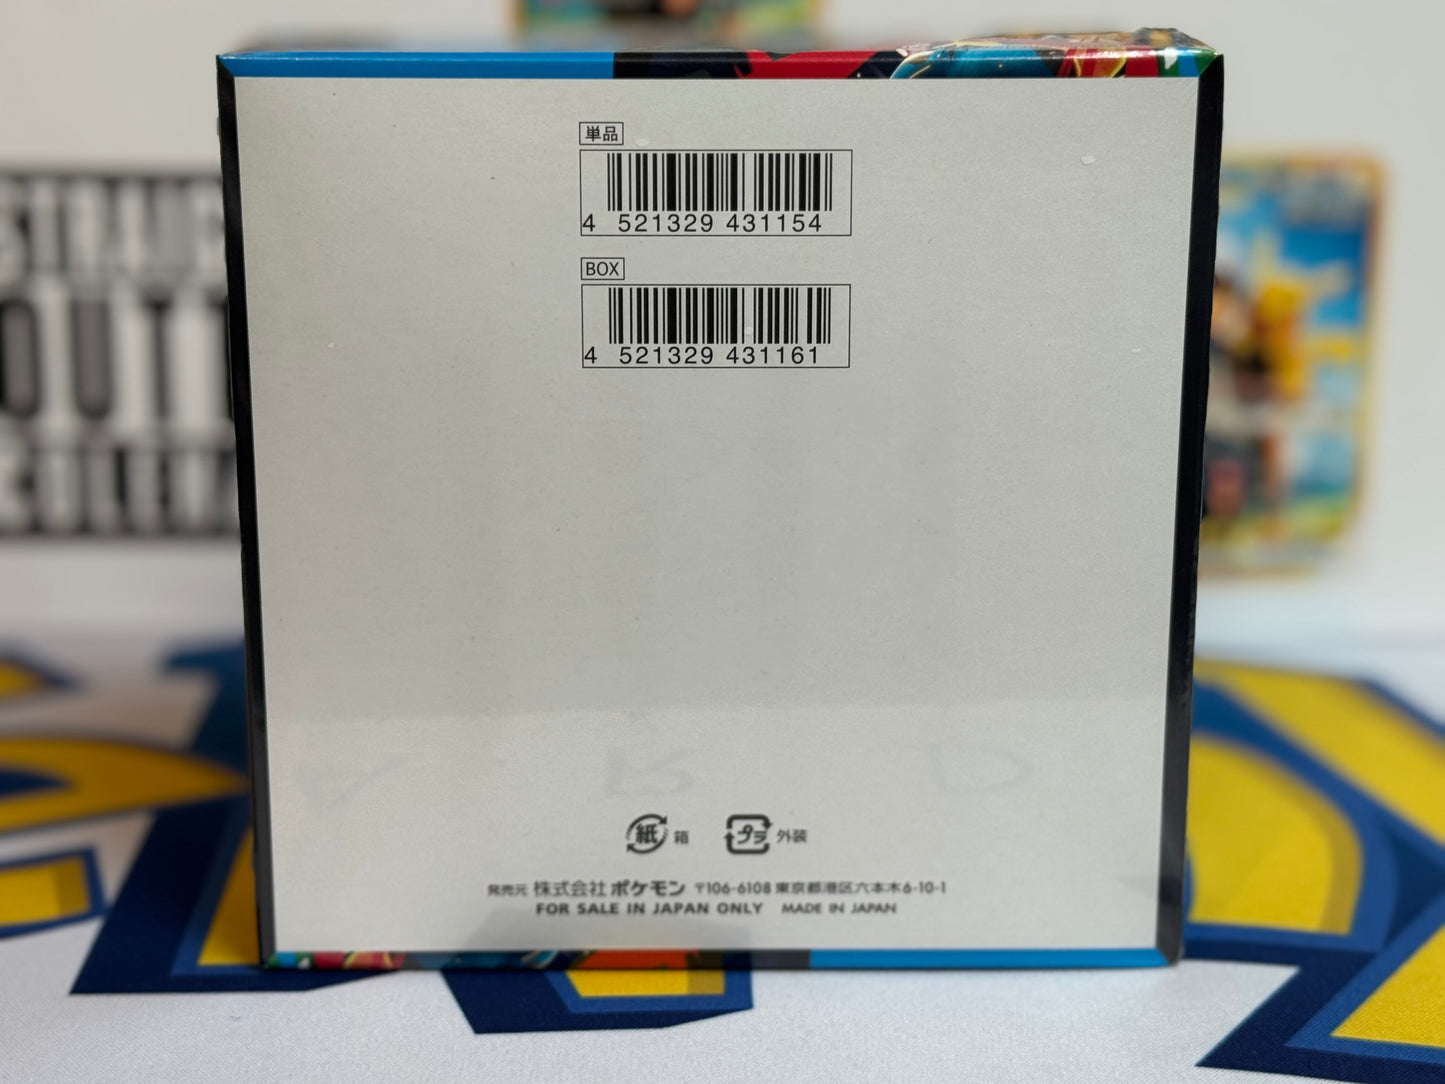 単品
4 521329 431154
BOX
4 521329 431161
紙 箱 プラ 外装
発売元 株式会社ポケモン 〒106-6108 東京都港区六本木6-10-1
FOR SALE IN JAPAN ONLY MADE IN JAPAN